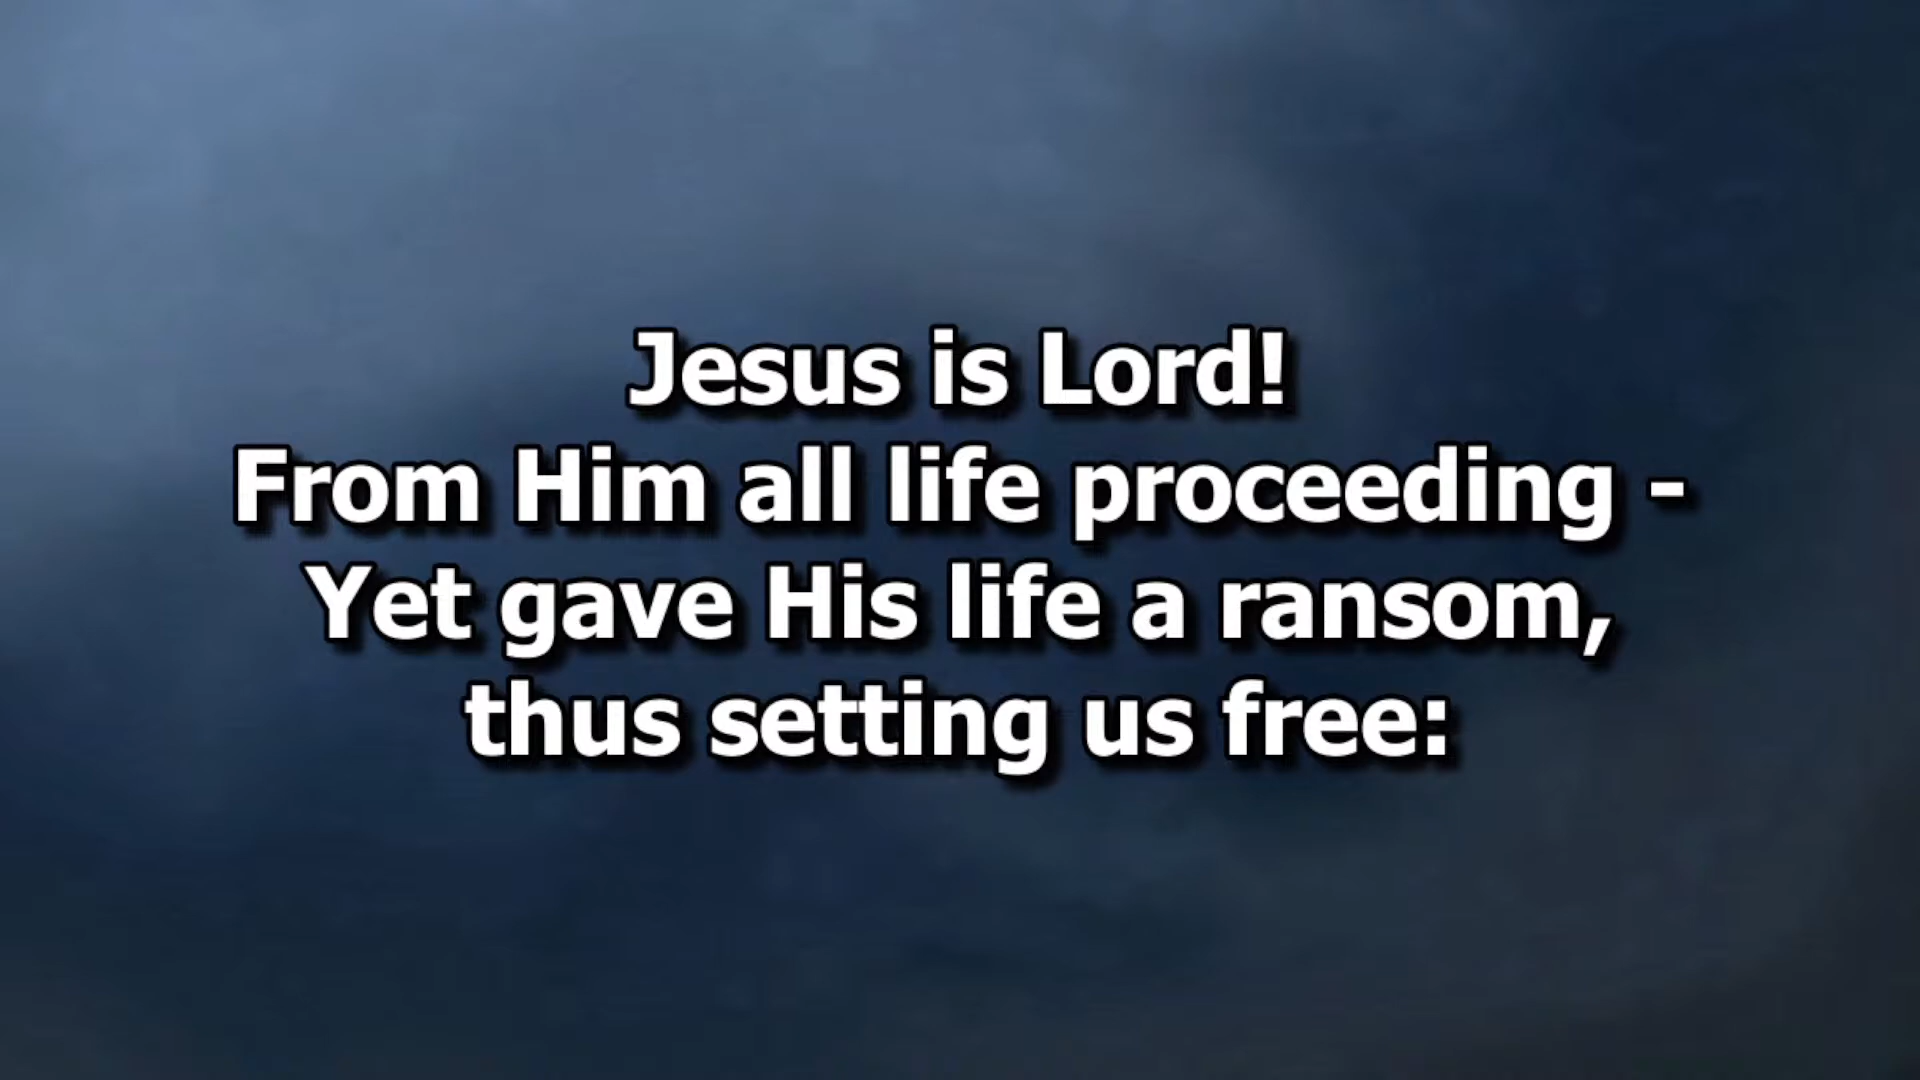 Jesus is Lord!
From Him all life proceeding -
Yet gave His life a ransom,
thus setting us free: